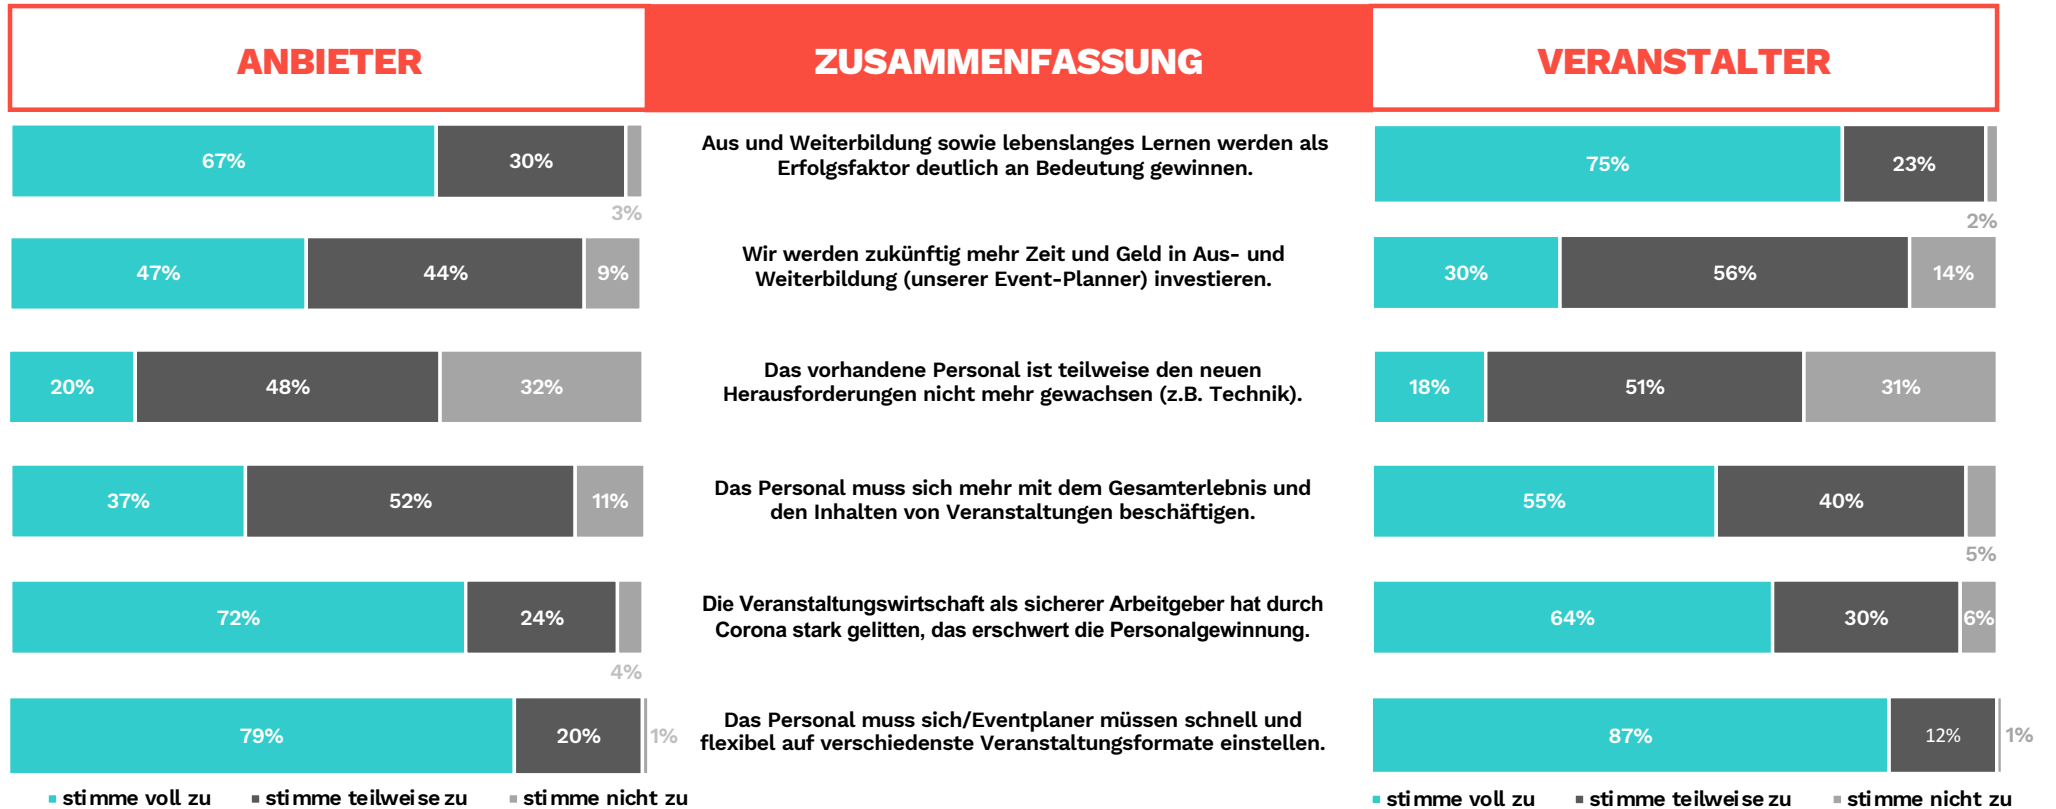 ANBIETER
ZUSAMMENFASSUNG
VERANSTALTER
67%
30%
3%
Aus und Weiterbildung sowie lebenslanges Lernen werden als
Erfolgsfaktor deutlich an Bedeutung gewinnen.
75%
23%
2%
47%
44%
9%
Wir werden zukünftig mehr Zeit und Geld in Aus- und
Weiterbildung (unserer Event-Planner) investieren.
30%
56%
14%
20%
48%
32%
Das vorhandene Personal ist teilweise den neuen
Herausforderungen nicht mehr gewachsen (z.B. Technik).
18%
51%
31%
37%
52%
11%
Das Personal muss sich mehr mit dem Gesamterlebnis und
den Inhalten von Veranstaltungen beschäftigen.
55%
40%
5%
72%
24%
4%
Die Veranstaltungswirtschaft als sicherer Arbeitgeber hat durch
Corona stark gelitten, das erschwert die Personalgewinnung.
64%
30%
6%
79%
20%
1%
Das Personal muss sich/Eventplaner müssen schnell und
flexibel auf verschiedenste Veranstaltungsformate einstellen.
87%
12%
1%
stimme voll zu
stimme teilweise zu
stimme nicht zu
stimme voll zu
stimme teilweise zu
stimme nicht zu